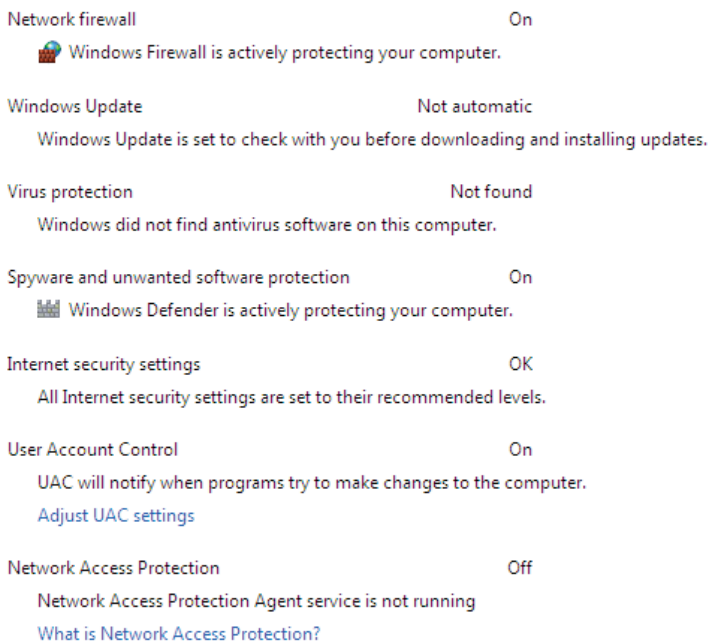 Network firewall On
Windows Firewall is actively protecting your computer.
Windows Update Not automatic
Windows Update is set to check with you before downloading and installing updates.
Virus protection Not found
Windows did not find antivirus software on this computer.
Spyware and unwanted software protection On
Windows Defender is actively protecting your computer.
Internet security settings OK
All Internet security settings are set to their recommended levels.
User Account Control On
UAC will notify when programs try to make changes to the computer.
Adjust UAC settings
Network Access Protection Off
Network Access Protection Agent service is not running
What is Network Access Protection?